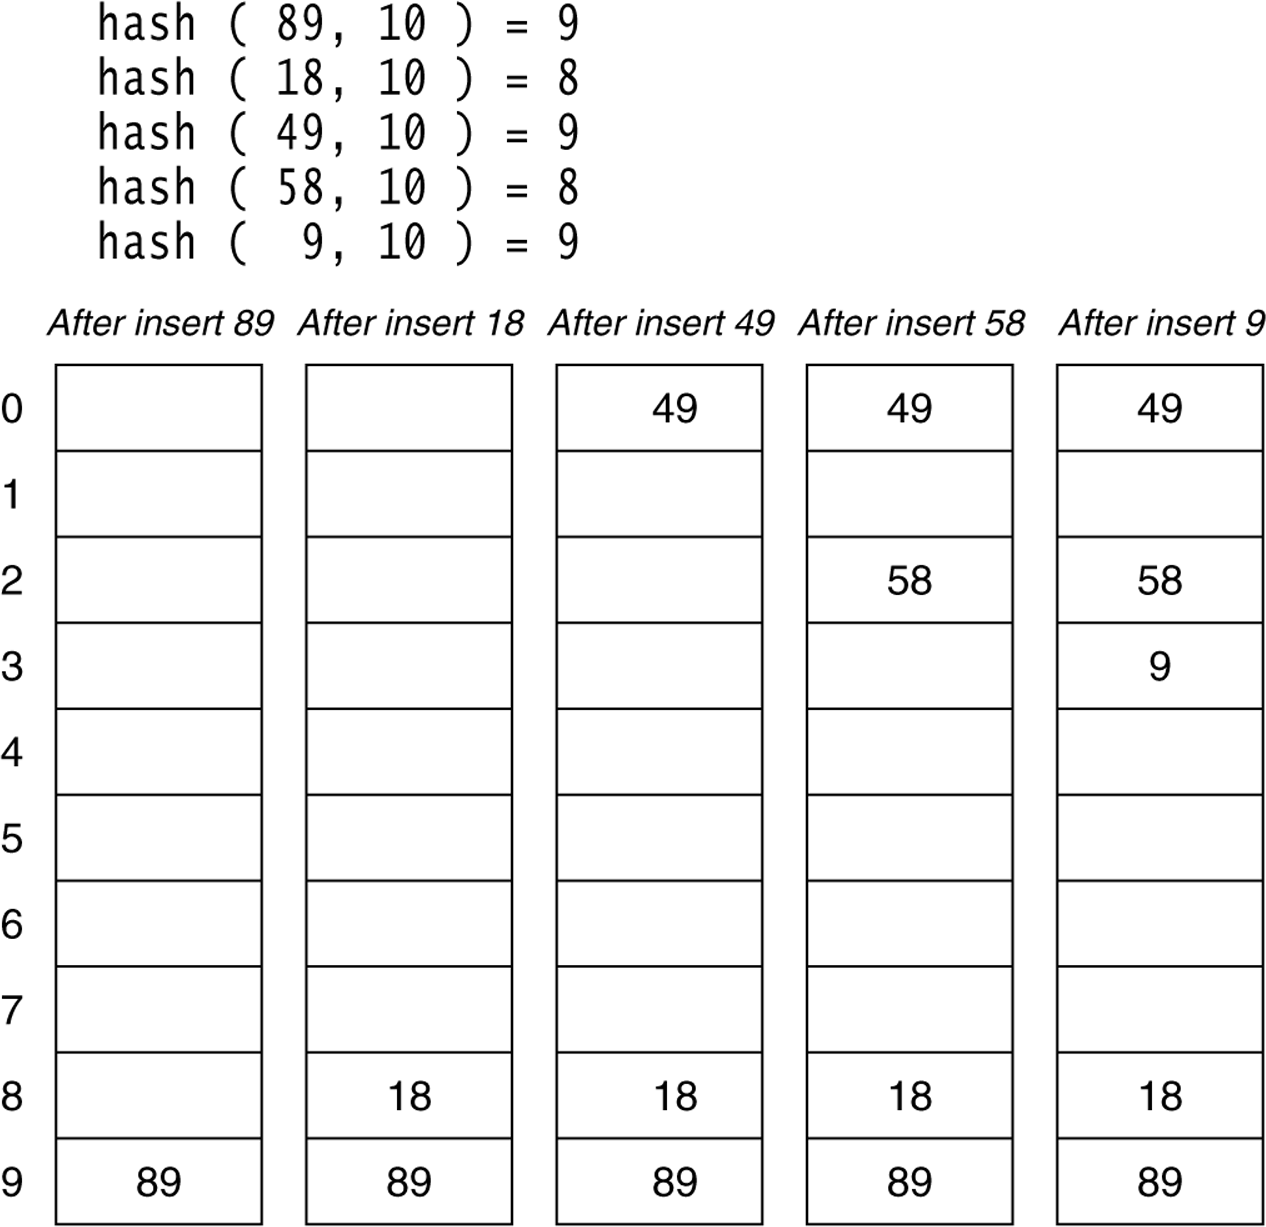 hash ( 89, 10 ) = 9
hash ( 18, 10 ) = 8
hash ( 49, 10 ) = 9
hash ( 58, 10 ) = 8
hash (  9, 10 ) = 9
After insert 89 After insert 18 After insert 49 After insert 58 After insert 9
0 49 49 49
1
2 58 58
3 9
4
5
6
7
8 18 18 18 18
9 89 89 89 89 89